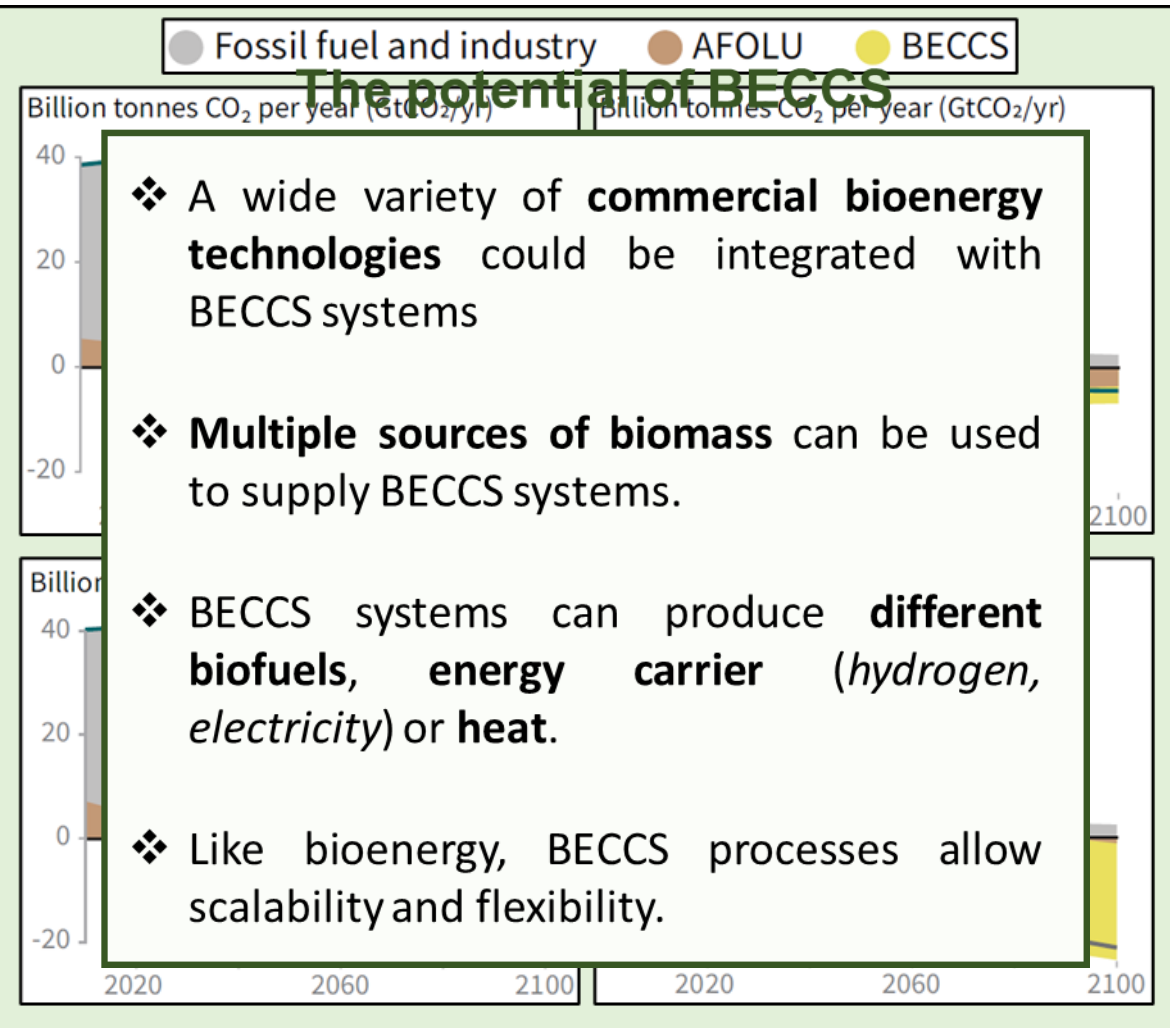 Fossil fuel and industry AFOLU BECCS
The potential of BECCS
Billion tonnes CO₂ per year (GtCO₂/yr) Billion tonnes CO₂ per year (GtCO₂/yr)
40
20
0
-20
2100
❖ A wide variety of commercial bioenergy
technologies could be integrated with
BECCS systems
❖ Multiple sources of biomass can be used
to supply BECCS systems.
❖ BECCS systems can produce different
biofuels, energy carrier (hydrogen,
electricity) or heat.
❖ Like bioenergy, BECCS processes allow
scalability and flexibility.
Billion
40
20
0
-20
2020 2060 2100 2020 2060 2100